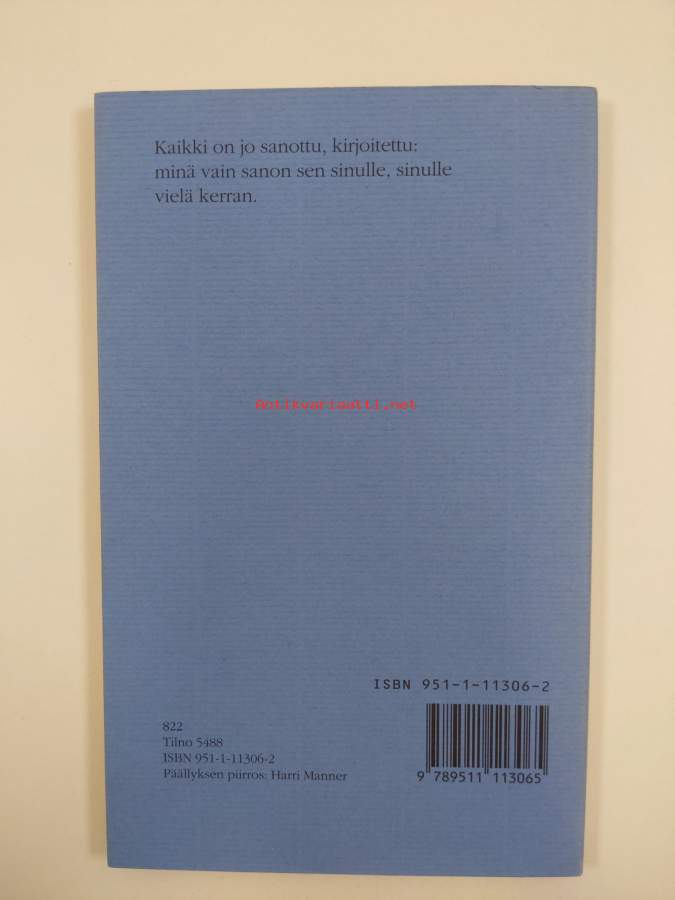 Kaikki on jo sanottu, kirjoitettu:
minä vain sanon sen sinulle, sinulle
vielä kerran.
Antikvariaatti.net
ISBN 951-1-11306-2
822
Tilno 5488
ISBN 951-1-11306-2
Päällyksen piirros: Harri Manner
9 789511 113065